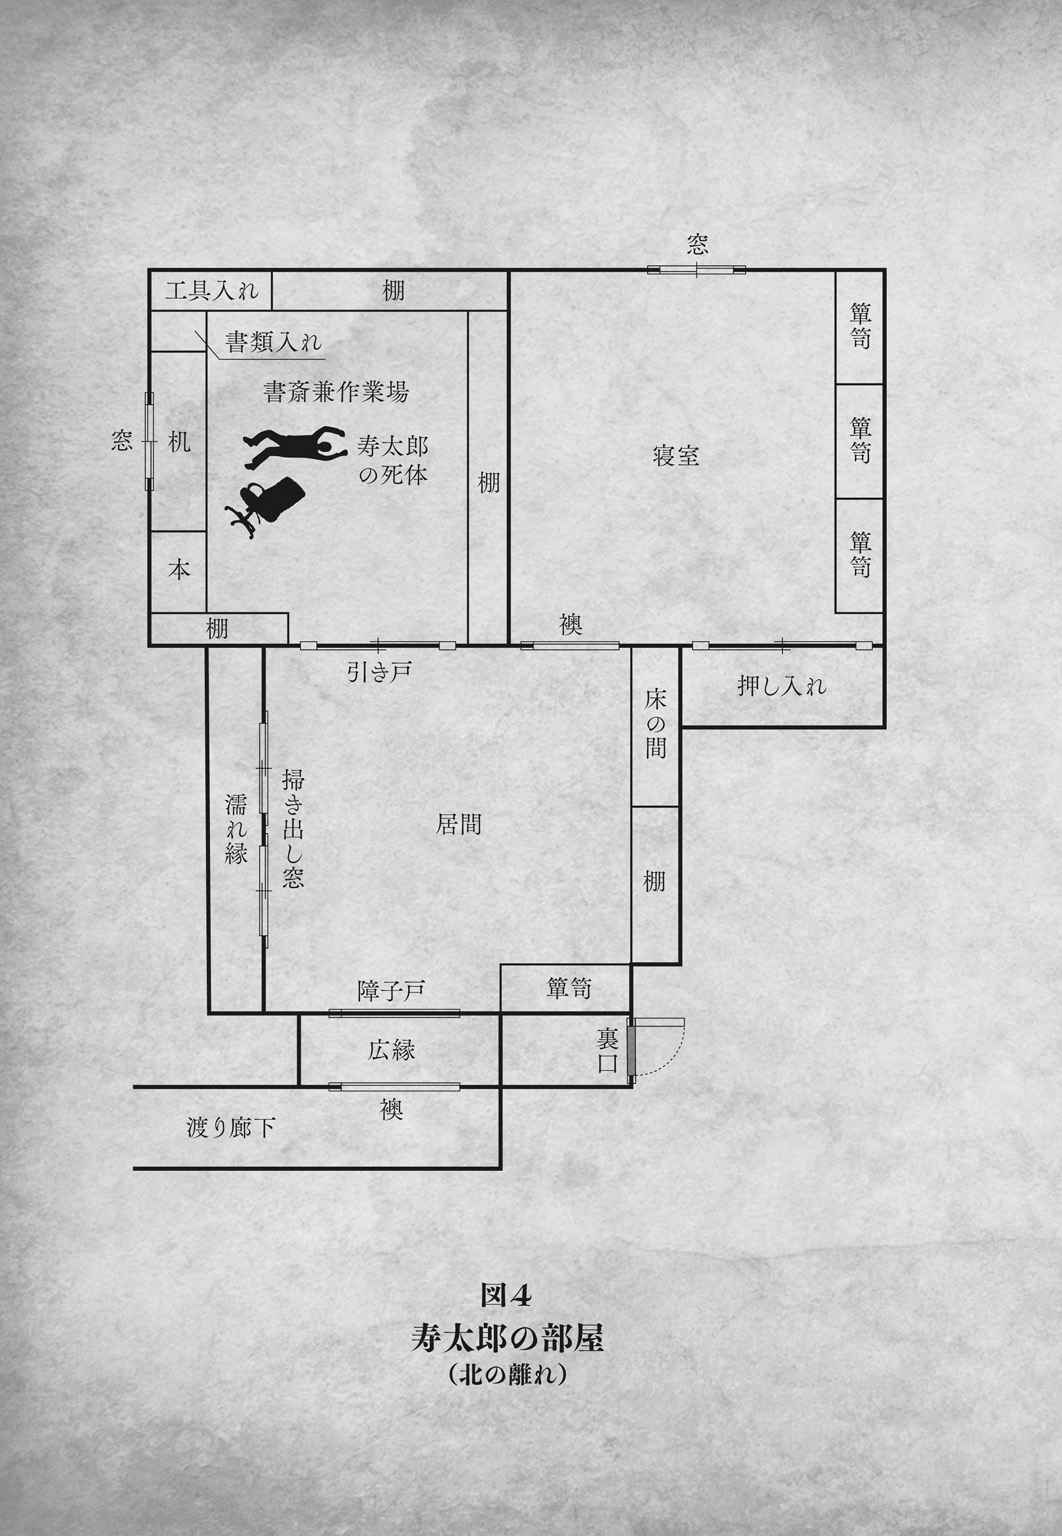 窓
工具入れ
棚
書類入れ
書斎兼作業場
窓
机
寿太郎
の死体
棚
本
棚
寝室
簞笥
簞笥
簞笥
襖
引き戸
押し入れ
床の間
掃き出し窓
濡れ縁
居間
棚
障子戸
簞笥
広縁
裏口
襖
渡り廊下
図4
寿太郎の部屋
（北の離れ）